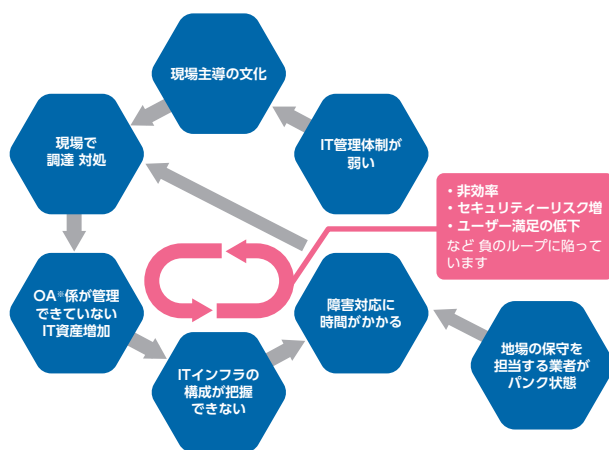 現場主導の文化
IT管理体制が
弱い
現場で
調達 対処
・非効率
・セキュリティーリスク増
・ユーザー満足の低下
など 負のループに陥って
います
OA※係が管理
できていない
IT資産増加
障害対応に
時間がかかる
ITインフラの
構成が把握
できない
地場の保守を
担当する業者が
パンク状態